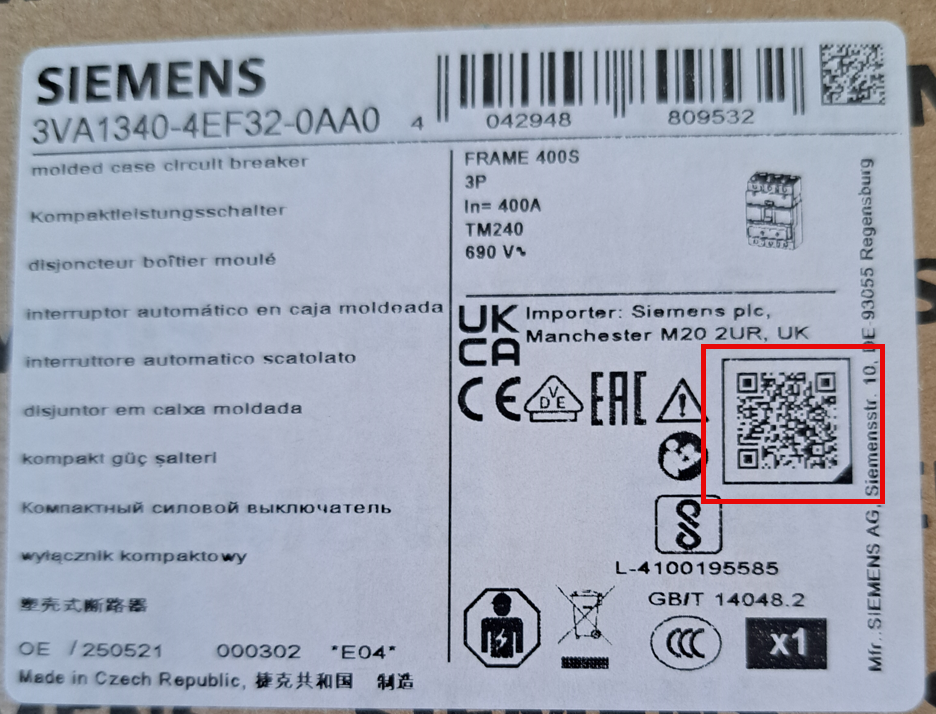 SIEMENS
3VA1340-4EF32-0AA0
4 042948 809532
molded case circuit breaker
Kompaktleistungsschalter
disjoncteur boîtier moulé
interruptor automático en caja moldeada
interruttore automatico scatolato
disjuntor em caixa moldada
kompakt güç şalteri
Компактный силовой выключатель
wyłącznik kompaktowy
塑壳式断路器
OE /250521 000302 *E04*
Made in Czech Republic, 捷克共和国 制造
FRAME 400S
3P
In= 400A
TM240
690 V~
UK
CA
Importer: Siemens plc,
Manchester M20 2UR, UK
CE
VDE
EAC
L-4100195585
GB/T 14048.2
CCC
x1
Mfr.:SIEMENS AG, Siemensstr. 10, DE-93055 Regensburg